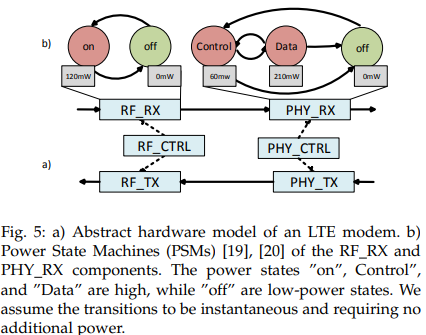 b)
on
off
Control
Data
off
120mW
0mW
60mw
210mW
0mW
RF_RX
PHY_RX
RF_CTRL
PHY_CTRL
a)
RF_TX
PHY_TX
Fig. 5: a) Abstract hardware model of an LTE modem. b)
Power State Machines (PSMs) [19], [20] of the RF_RX and
PHY_RX components. The power states "on", Control",
and "Data" are high, while "off" are low-power states. We
assume the transitions to be instantaneous and requiring no
additional power.